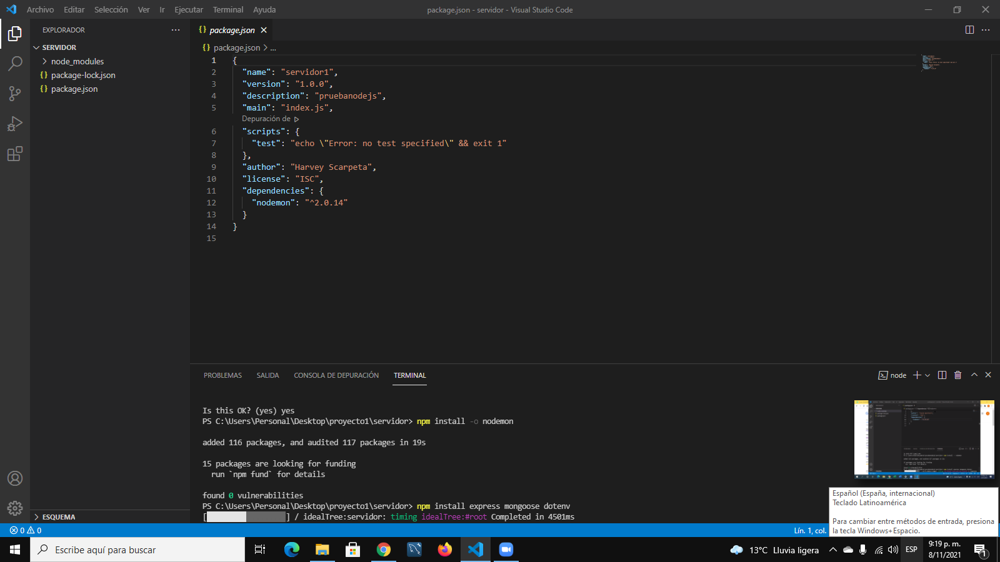 Archivo Editar Selección Ver Ir Ejecutar Terminal Ayuda
package.json - servidor - Visual Studio Code
EXPLORADOR
SERVIDOR
node_modules
{} package-lock.json
{} package.json
ESQUEMA
{} package.json
{} package.json > ...
1 {
2 "name": "servidor1",
3 "version": "1.0.0",
4 "description": "pruebanodejs",
5 "main": "index.js",
Depuración de
6 "scripts": {
7 "test": "echo \"Error: no test specified\" && exit 1"
8 },
9 "author": "Harvey Scarpeta",
10 "license": "ISC",
11 "dependencies": {
12 "nodemon": "^2.0.14"
13 }
14 }
15
PROBLEMAS SALIDA CONSOLA DE DEPURACIÓN TERMINAL
node
Is this OK? (yes) yes
PS C:\Users\Personal\Desktop\proyecto1\servidor> npm install -o nodemon
added 116 packages, and audited 117 packages in 19s
15 packages are looking for funding
run `npm fund` for details
found 0 vulnerabilities
PS C:\Users\Personal\Desktop\proyecto1\servidor> npm install express mongoose dotenv
[ ] / idealTree:servidor: timing idealTree:#root Completed in 4501ms
Español (España, internacional)
Teclado Latinoamérica
Para cambiar entre métodos de entrada, presiona
la tecla Windows+Espacio.
0 0
Lín. 1, col.
Escribe aquí para buscar
13°C Lluvia ligera
ESP
9:19 p. m.
8/11/2021
1